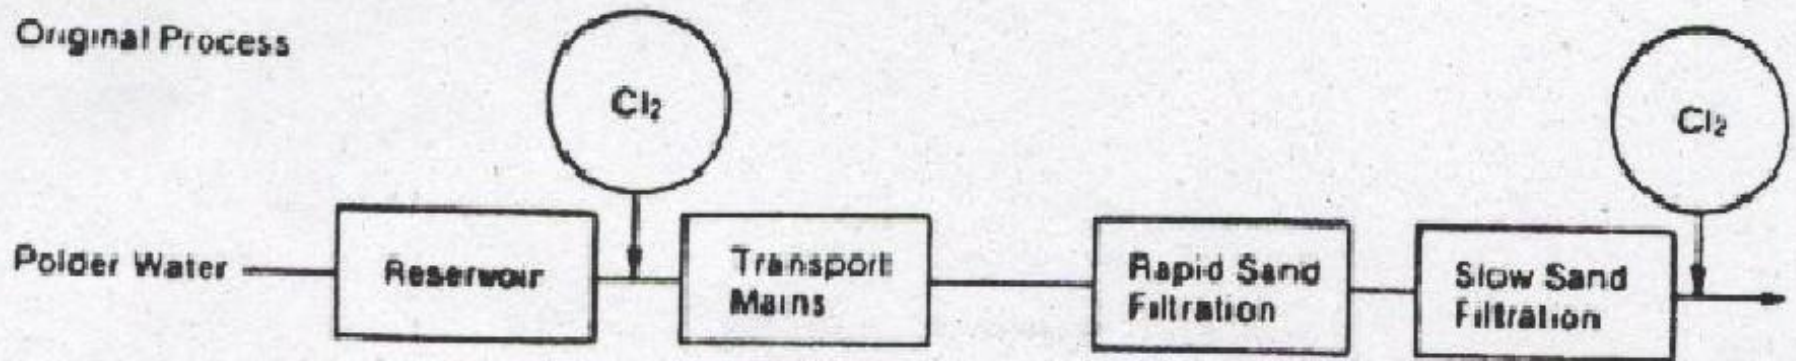 Original Process
Cl₂
Cl₂
Polder Water
Reservoir
Transport
Mains
Rapid Sand
Filtration
Slow Sand
Filtration